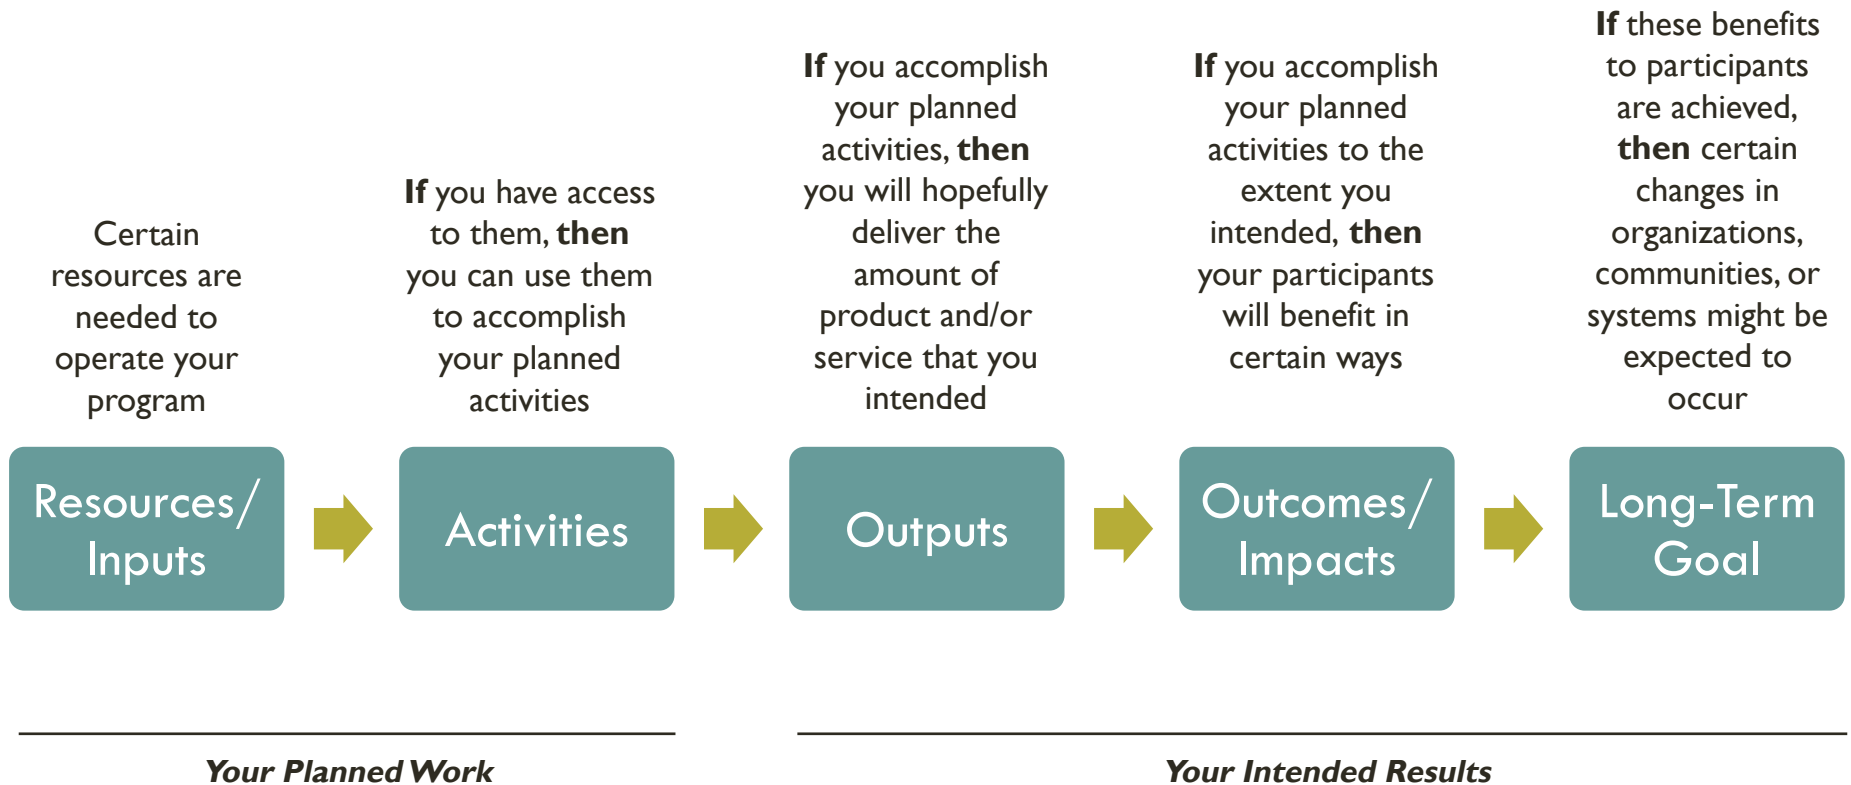 Certain
resources are
needed to
operate your
program
If you have access
to them, then
you can use them
to accomplish
your planned
activities
If you accomplish
your planned
activities, then
you will hopefully
deliver the
amount of
product and/or
service that you
intended
If you accomplish
your planned
activities to the
extent you
intended, then
your participants
will benefit in
certain ways
If these benefits
to participants
are achieved,
then certain
changes in
organizations,
communities, or
systems might be
expected to
occur
Resources/
Inputs
Activities
Outputs
Outcomes/
Impacts
Long-Term
Goal
Your Planned Work
Your Intended Results